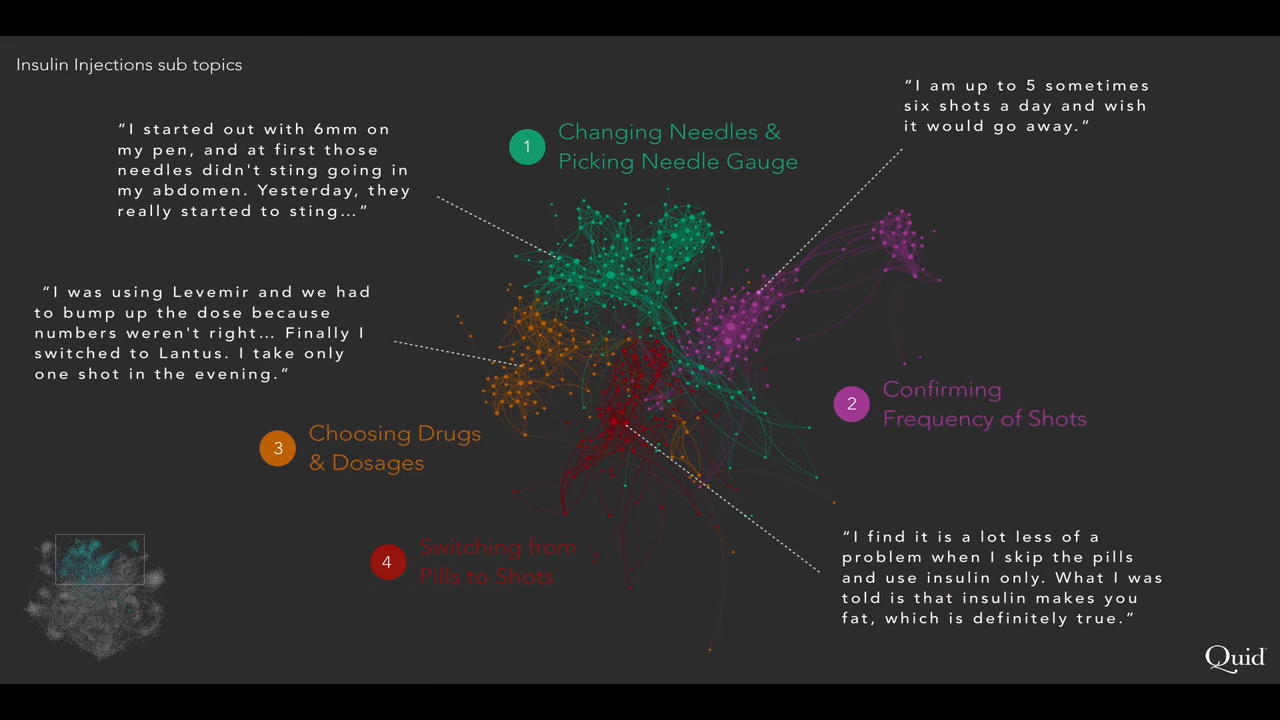 Insulin Injections sub topics
“I started out with 6mm on
my pen, and at first those
needles didn't sting going in
my abdomen. Yesterday, they
really started to sting…”
1
Changing Needles &
Picking Needle Gauge
“I am up to 5 sometimes
six shots a day and wish
it would go away.”
“I was using Levemir and we had
to bump up the dose because
numbers weren't right… Finally I
switched to Lantus. I take only
one shot in the evening.”
2
Confirming
Frequency of Shots
3
Choosing Drugs
& Dosages
4
Switching from
Pills to Shots
“I find it is a lot less of a
problem when I skip the pills
and use insulin only. What I was
told is that insulin makes you
fat, which is definitely true.”
Quid